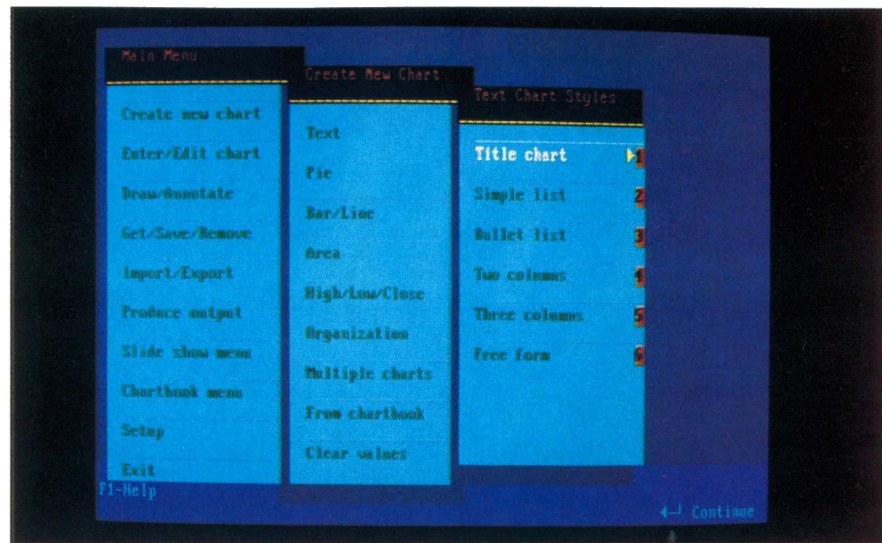 Main Menu
Create new chart
Enter/Edit chart
Draw/Annotate
Get/Save/Remove
Import/Export
Produce output
Slide show menu
Chartbook menu
Setup
Exit
F1-Help
Create New Chart
Text
Pie
Bar/Line
Area
High/Low/Close
Organization
Multiple charts
From chartbook
Clear values
Text Chart Styles
Title chart 1
Simple list 2
Bullet list 3
Two columns 4
Three columns 5
Free form 6
Continue